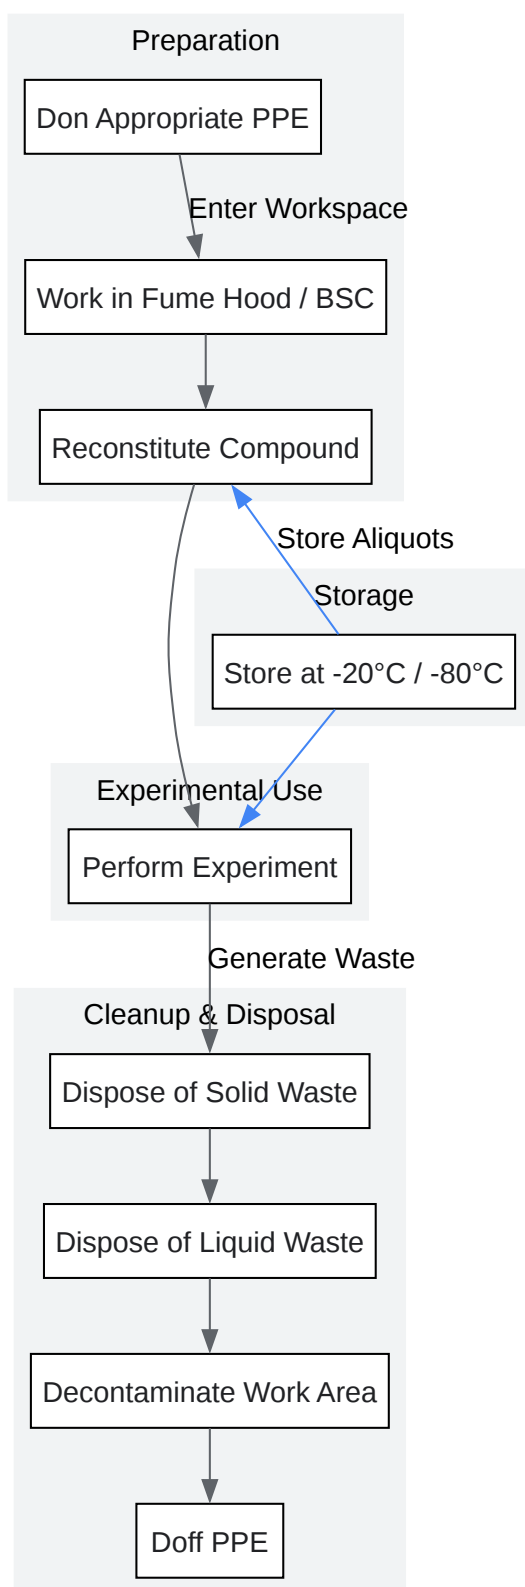 Preparation
Don Appropriate PPE
Enter Workspace
Work in Fume Hood / BSC
Reconstitute Compound
Store Aliquots
Storage
Store at -20°C / -80°C
Experimental Use
Perform Experiment
Generate Waste
Cleanup & Disposal
Dispose of Solid Waste
Dispose of Liquid Waste
Decontaminate Work Area
Doff PPE